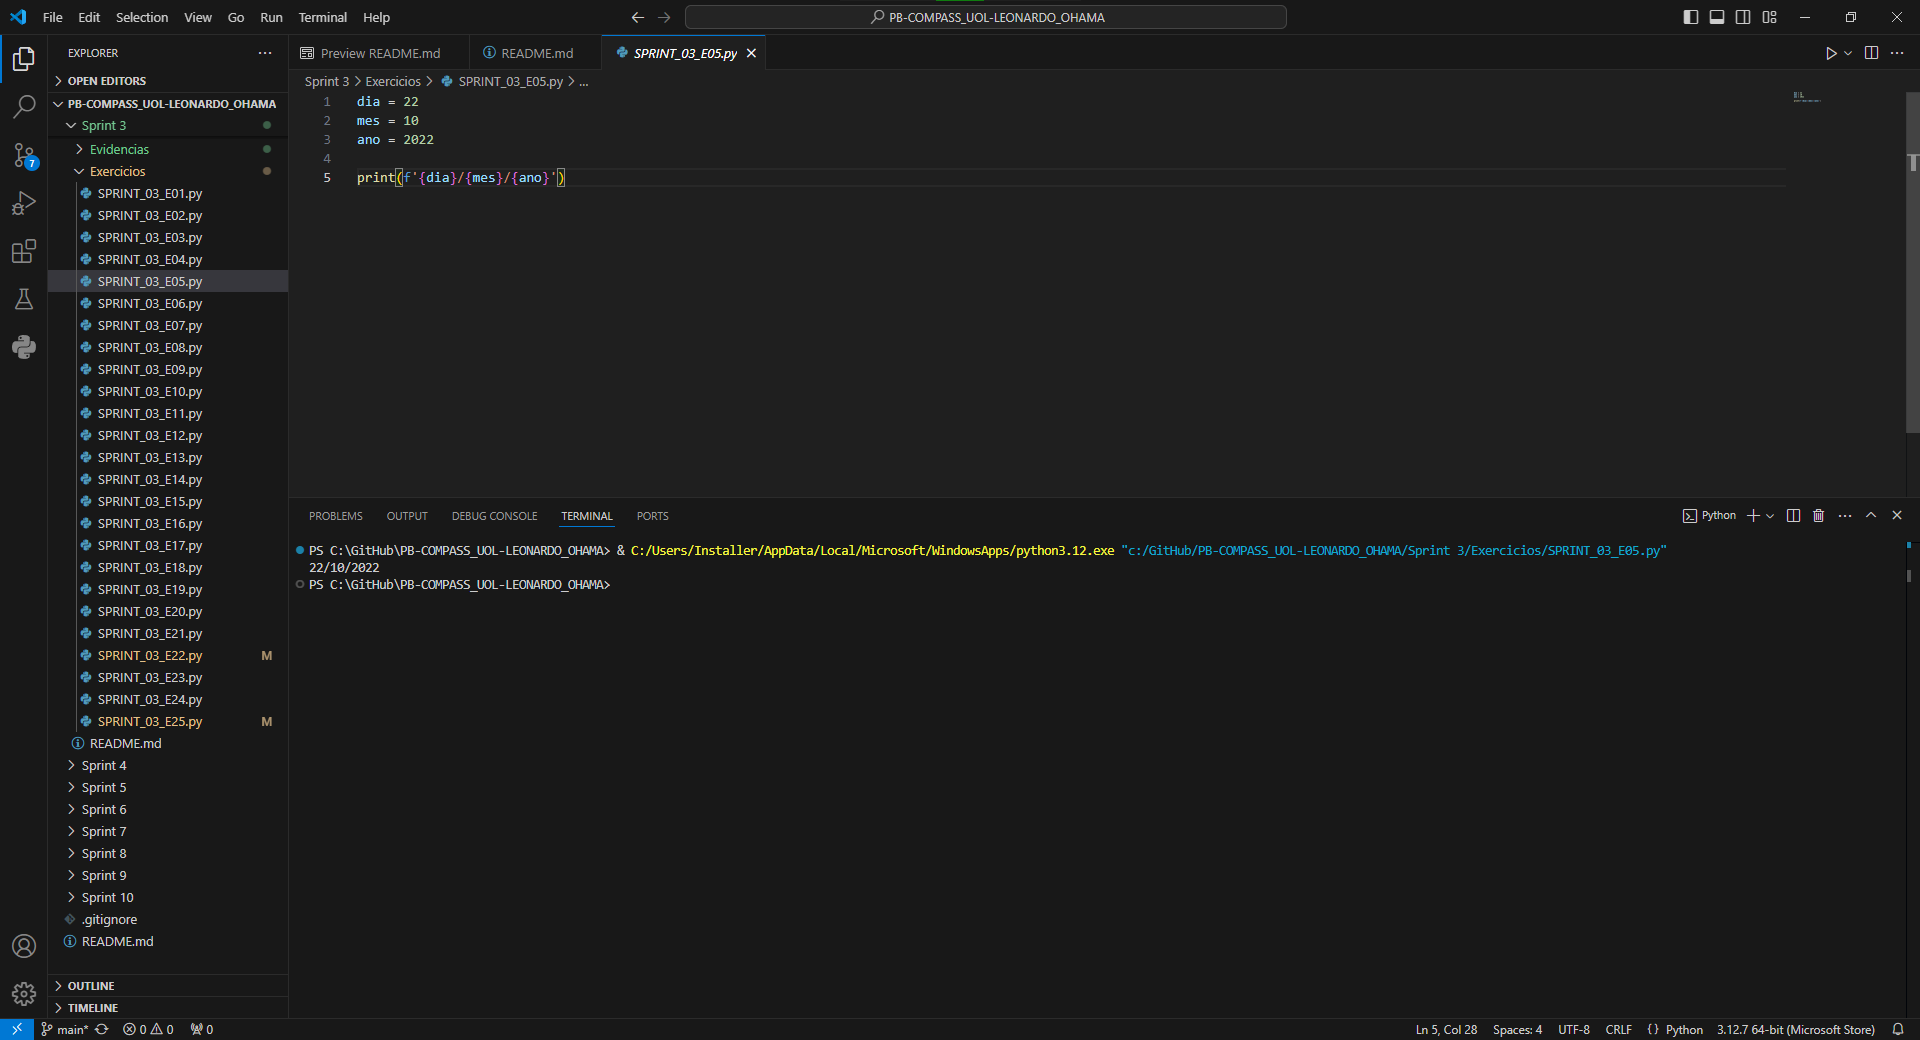 File Edit Selection View Go Run Terminal Help
PB-COMPASS_UOL-LEONARDO_OHAMA
EXPLORER
OPEN EDITORS
PB-COMPASS_UOL-LEONARDO_OHAMA
Sprint 3
Evidencias
Exercicios
SPRINT_03_E01.py
SPRINT_03_E02.py
SPRINT_03_E03.py
SPRINT_03_E04.py
SPRINT_03_E05.py
SPRINT_03_E06.py
SPRINT_03_E07.py
SPRINT_03_E08.py
SPRINT_03_E09.py
SPRINT_03_E10.py
SPRINT_03_E11.py
SPRINT_03_E12.py
SPRINT_03_E13.py
SPRINT_03_E14.py
SPRINT_03_E15.py
SPRINT_03_E16.py
SPRINT_03_E17.py
SPRINT_03_E18.py
SPRINT_03_E19.py
SPRINT_03_E20.py
SPRINT_03_E21.py
SPRINT_03_E22.py M
SPRINT_03_E23.py
SPRINT_03_E24.py
SPRINT_03_E25.py M
README.md
Sprint 4
Sprint 5
Sprint 6
Sprint 7
Sprint 8
Sprint 9
Sprint 10
.gitignore
README.md
OUTLINE
TIMELINE
7
Preview README.md README.md SPRINT_03_E05.py
Sprint 3 > Exercicios > SPRINT_03_E05.py > ...
1 dia = 22
2 mes = 10
3 ano = 2022
4
5 print(f'{dia}/{mes}/{ano}')
PROBLEMS OUTPUT DEBUG CONSOLE TERMINAL PORTS
Python
PS C:\GitHub\PB-COMPASS_UOL-LEONARDO_OHAMA> & C:/Users/Installer/AppData/Local/Microsoft/WindowsApps/python3.12.exe "c:/GitHub/PB-COMPASS_UOL-LEONARDO_OHAMA/Sprint 3/Exercicios/SPRINT_03_E05.py"
22/10/2022
PS C:\GitHub\PB-COMPASS_UOL-LEONARDO_OHAMA>
main* 0 0 0 Ln 5, Col 28 Spaces: 4 UTF-8 CRLF {} Python 3.12.7 64-bit (Microsoft Store)